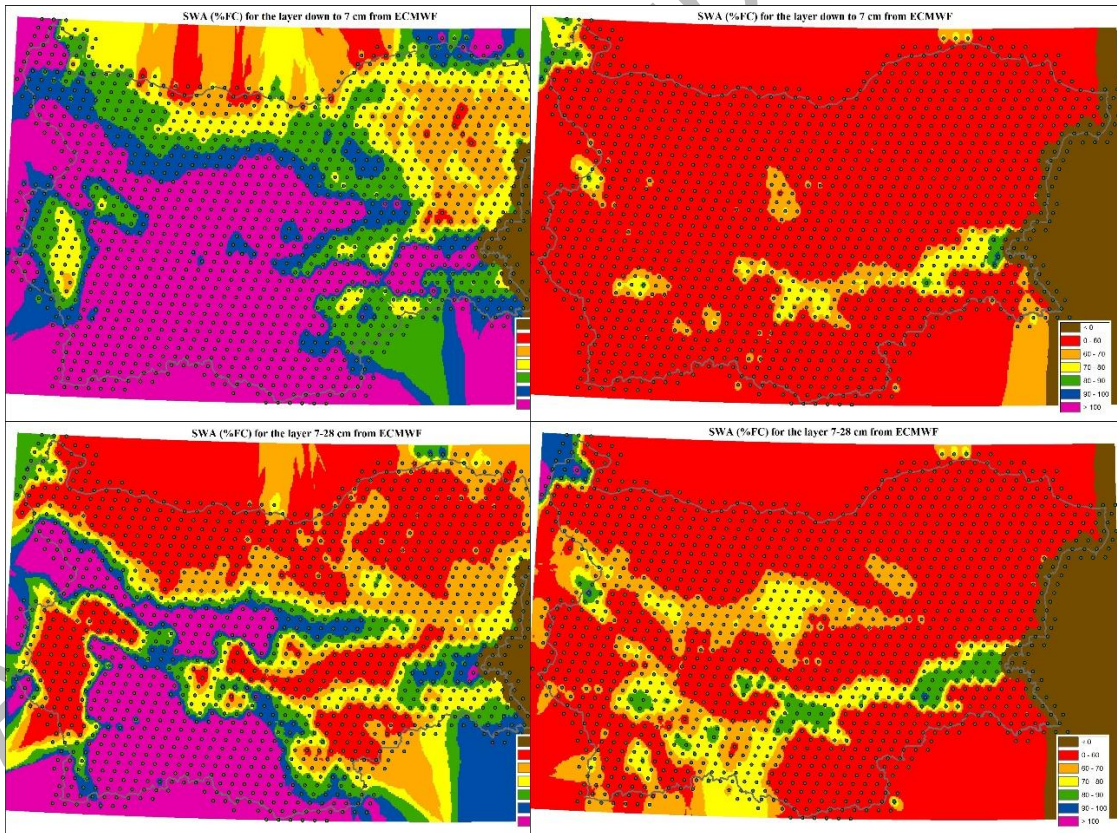 SWA (%FC) for the layer down to 7 cm from ECMWF
SWA (%FC) for the layer down to 7 cm from ECMWF
< 0
0 - 60
60 - 70
70 - 80
80 - 90
90 - 100
> 100
SWA (%FC) for the layer 7-28 cm from ECMWF
SWA (%FC) for the layer 7-28 cm from ECMWF
< 0
0 - 60
60 - 70
70 - 80
80 - 90
90 - 100
> 100